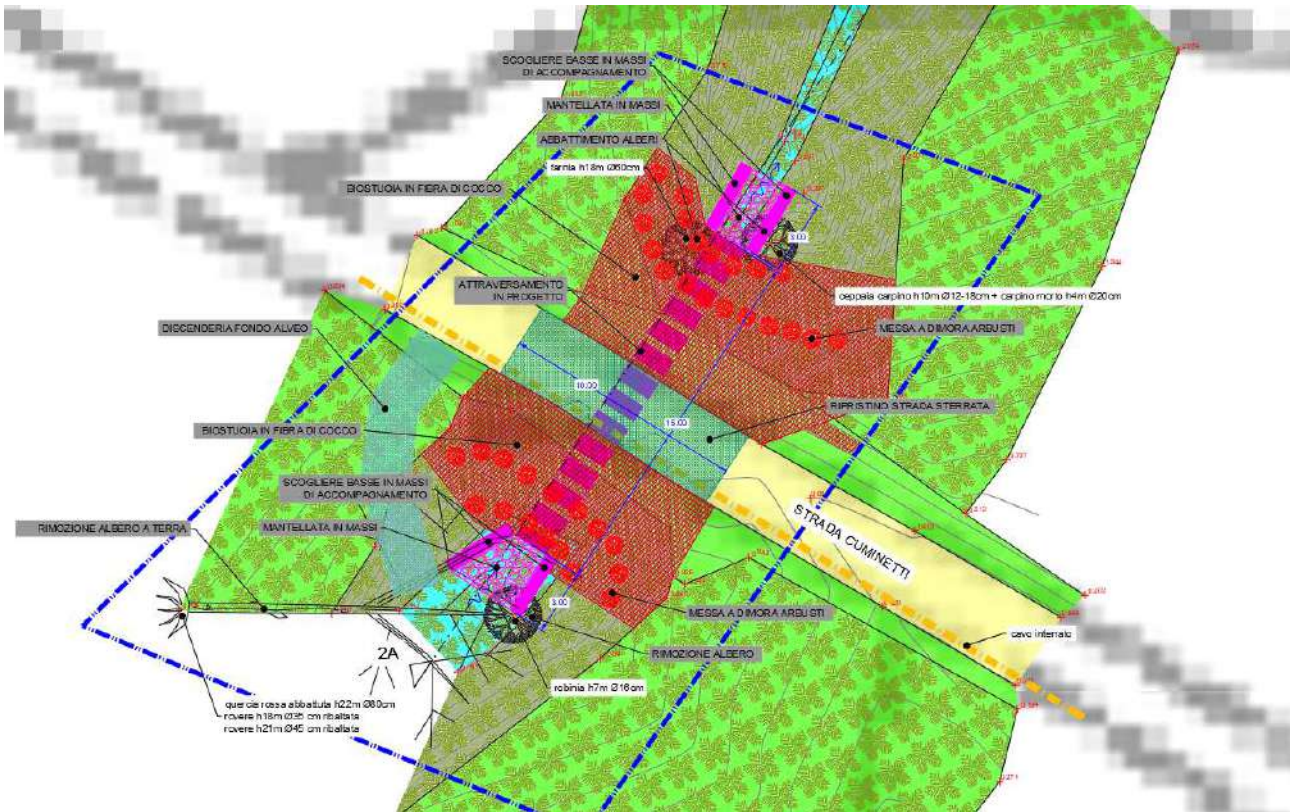 SCOGLIERE BASSE IN MASSI
DI ACCOMPAGNAMENTO
MANTELLATA IN MASSI
ABBATTIMENTO ALBERI
farnia h18m Ø60cm
BIOSTUOIA IN FIBRA DI COCCO
3.00
ceppaia carpino h10m Ø12-18cm + carpino morto h4m Ø20cm
ATTRAVERSAMENTO
IN PROGETTO
MESSA A DIMORA ARBUSTI
DISCENDERIA FONDO ALVEO
10.00
RIPRISTINO STRADA STERRATA
15.00
BIOSTUOIA IN FIBRA DI COCCO
SCOGLIERE BASSE IN MASSI
DI ACCOMPAGNAMENTO
MANTELLATA IN MASSI
RIMOZIONE ALBERO A TERRA
STRADA CUMINETTI
3.00
MESSA A DIMORA ARBUSTI
cavo interrato
RIMOZIONE ALBERO
2A
robinia h7m Ø16cm
quercia rossa abbattuta h22m Ø80cm
rovere h18m Ø35 cm ribaltata
rovere h21m Ø45 cm ribaltata